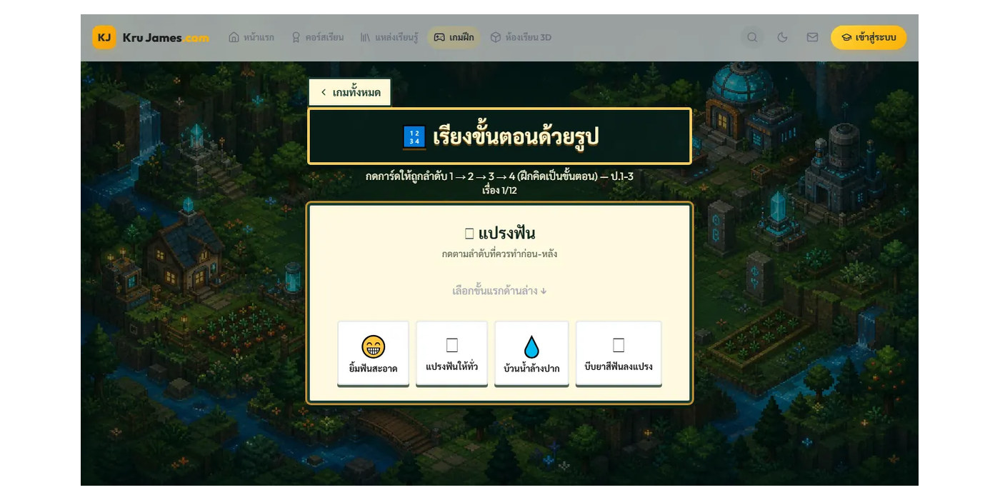 KJ Kru James.com หน้าแรก คอร์สเรียน แหล่งเรียนรู้ เกมฝึก ห้องเรียน 3D เข้าสู่ระบบ
เกมทั้งหมด
1 2 3 4 เรียงขั้นตอนด้วยรูป
กดการ์ดให้ถูกลำดับ 1 → 2 → 3 → 4 (ฝึกคิดเป็นขั้นตอน) — ป.1-3
เรื่อง 1/12
แปรงฟัน
กดตามลำดับที่ควรทำก่อน-หลัง
เลือกขั้นแรกด้านล่าง ↓
ยิ้มฟันสะอาด แปรงฟันให้ทั่ว บ้วนน้ำล้างปาก บีบยาสีฟันลงแปรง